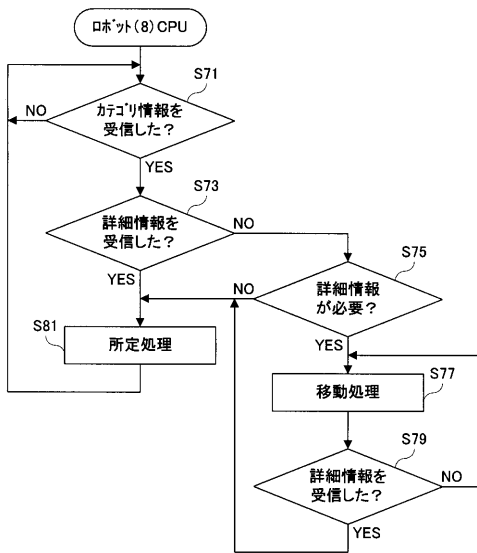 ロボット(8)CPU
S71
カテゴリ情報を
受信した?
NO
YES
S73
詳細情報を
受信した?
NO
YES
S75
詳細情報
が必要?
NO
YES
S81
所定処理
S77
移動処理
S79
詳細情報を
受信した?
NO
YES